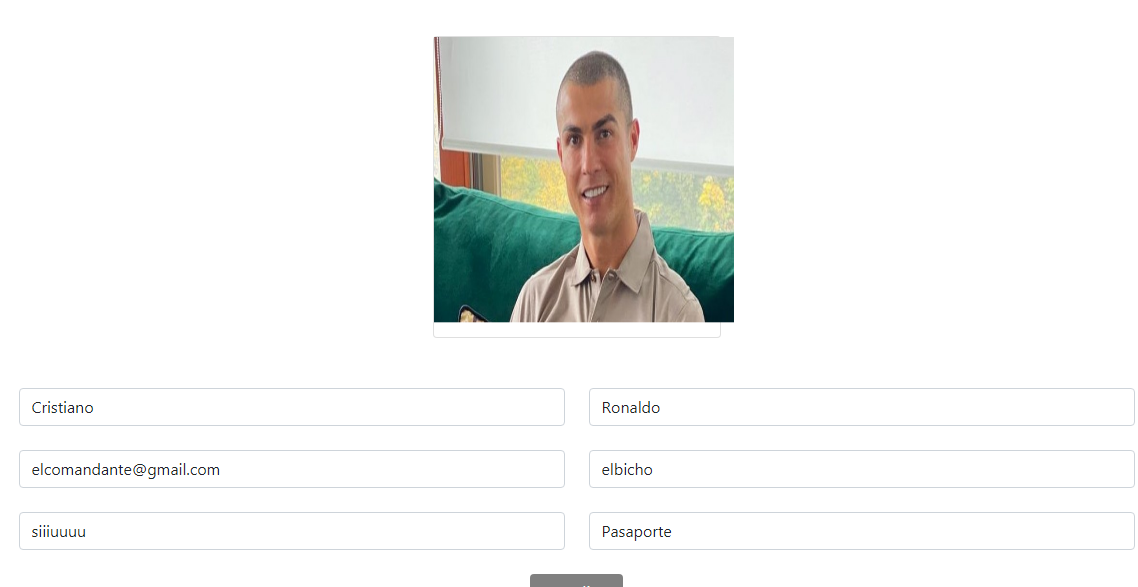 Cristiano
Ronaldo
elcomandante@gmail.com
elbicho
siiiuuuu
Pasaporte